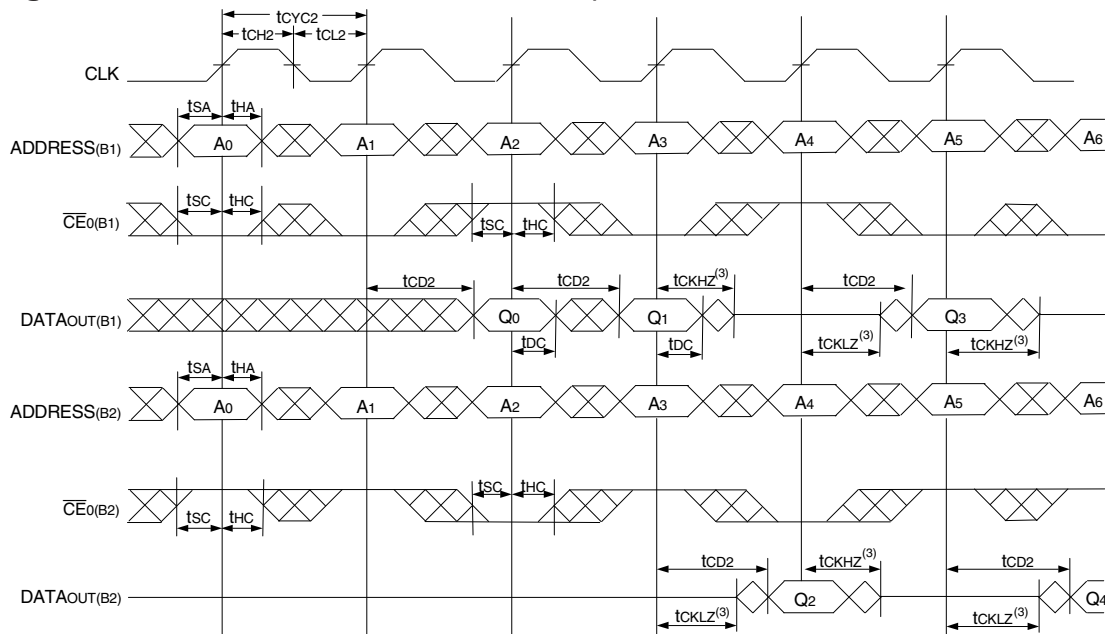 tCYC2
tCH2 tCL2
CLK
tSA tHA
ADDRESS(B1) A0 A1 A2 A3 A4 A5 A6
tSC tHC
CE0(B1)
tSC tHC
tCD2 tCD2 tCKHZ(3) tCD2
DATAOUT(B1) Q0 Q1 Q3
tDC tDC tCKLZ(3) tCKHZ(3)
tSA tHA
ADDRESS(B2) A0 A1 A2 A3 A4 A5 A6
tSC tHC
CE0(B2)
tSC tHC
tCD2 tCKHZ(3) tCD2
DATAOUT(B2) Q2 Q4
tCKLZ(3) tCKLZ(3)